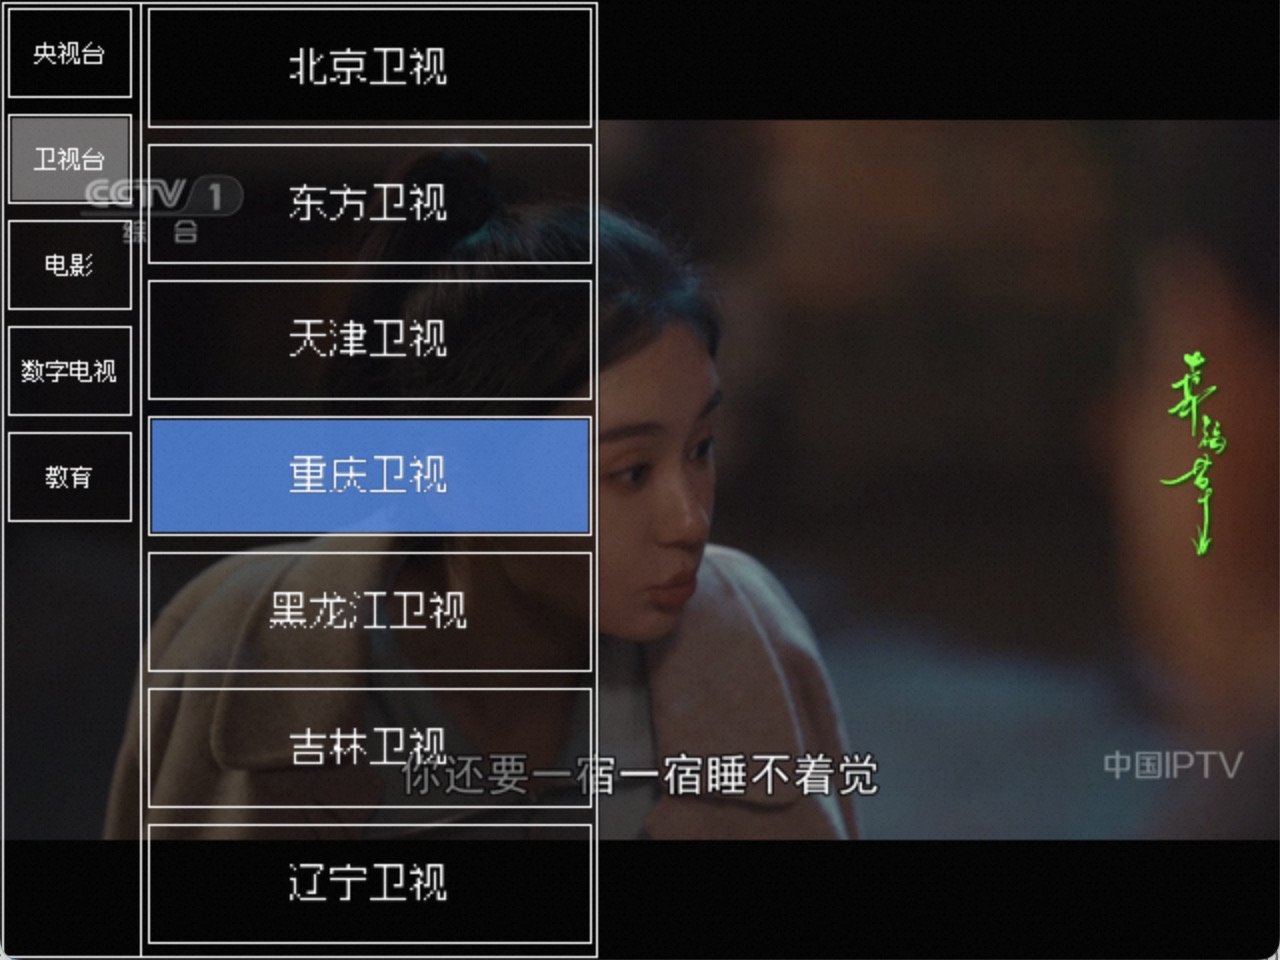 央视台
卫视台
电影
数字电视
教育
北京卫视
东方卫视
天津卫视
重庆卫视
黑龙江卫视
吉林卫视
辽宁卫视
CCTV 1
综合
幸福草
你还要一宿一宿睡不着觉
中国IPTV